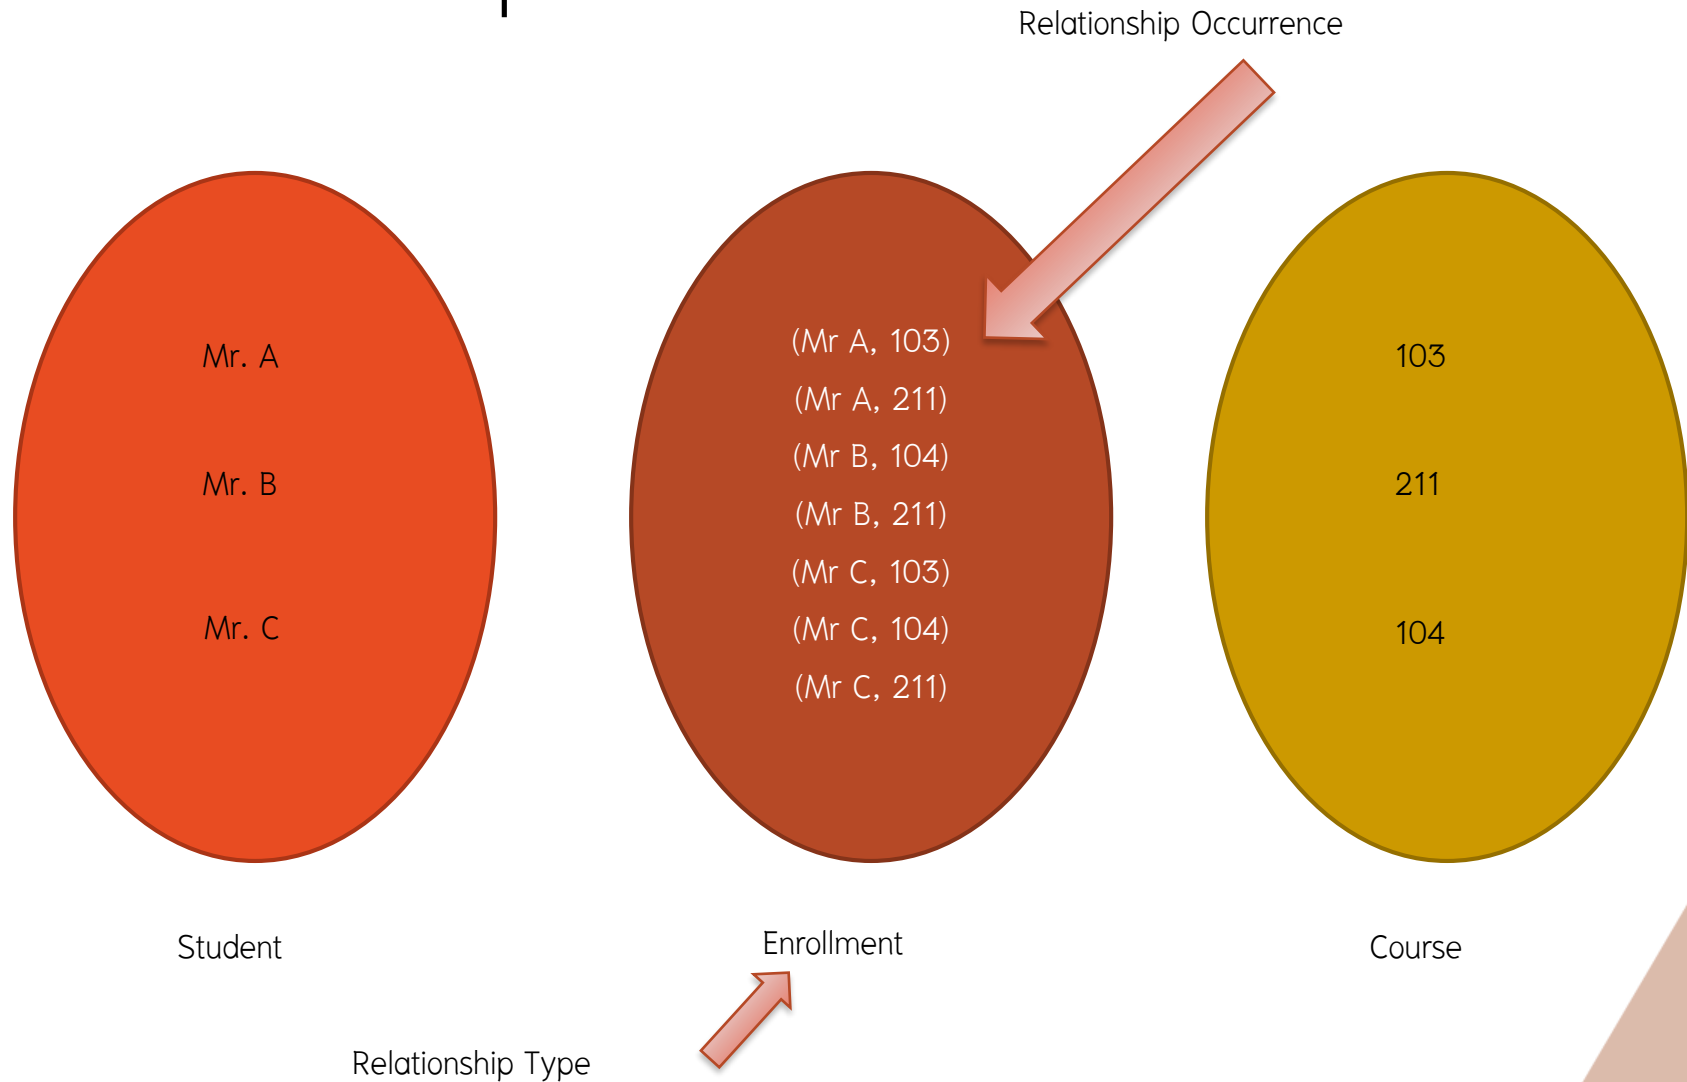 Relationship Occurrence
Mr. A
Mr. B
Mr. C
(Mr A, 103)
(Mr A, 211)
(Mr B, 104)
(Mr B, 211)
(Mr C, 103)
(Mr C, 104)
(Mr C, 211)
103
211
104
Student
Enrollment
Course
Relationship Type